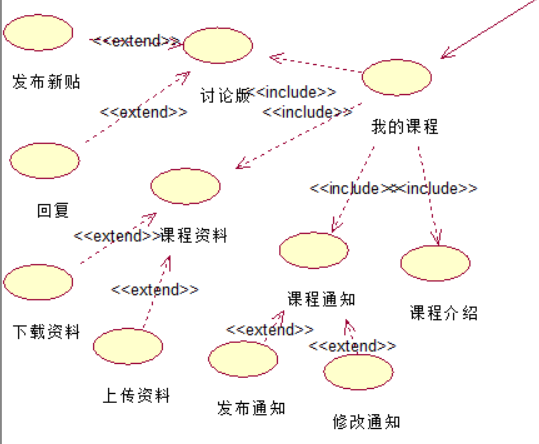 <<extend>>
发布新贴
讨论版
<<include>>
<<extend>>
<<include>>
我的课程
回复
<<include>>
<<include>>
<<extend>>
课程资料
<<extend>>
课程通知
课程介绍
下载资料
<<extend>>
<<extend>>
上传资料
发布通知
修改通知